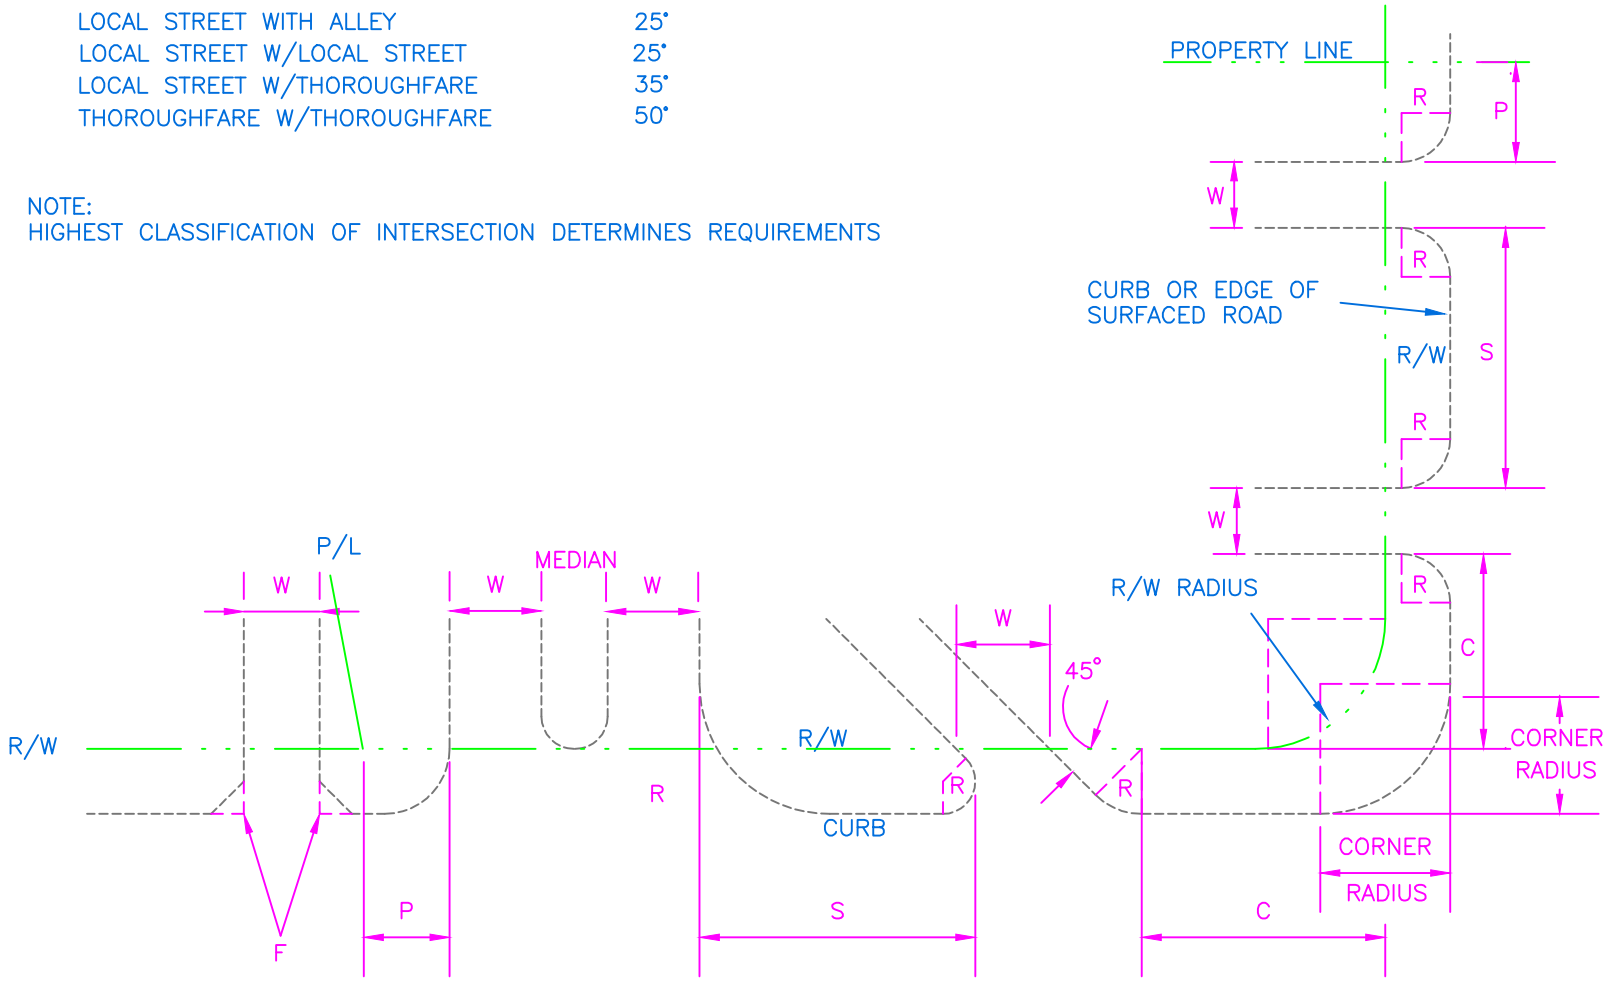 LOCAL STREET WITH ALLEY 25°
LOCAL STREET W/LOCAL STREET 25°
LOCAL STREET W/THOROUGHFARE 35°
THOROUGHFARE W/THOROUGHFARE 50°
NOTE:
HIGHEST CLASSIFICATION OF INTERSECTION DETERMINES REQUIREMENTS
PROPERTY LINE
R
P
W
R
CURB OR EDGE OF
SURFACED ROAD
R/W
S
R
W
P/L
MEDIAN
W
W
W
W
45°
R/W RADIUS
R
C
R/W
R/W
R
R
R
CURB
CORNER
RADIUS
CORNER
RADIUS
F
P
S
C